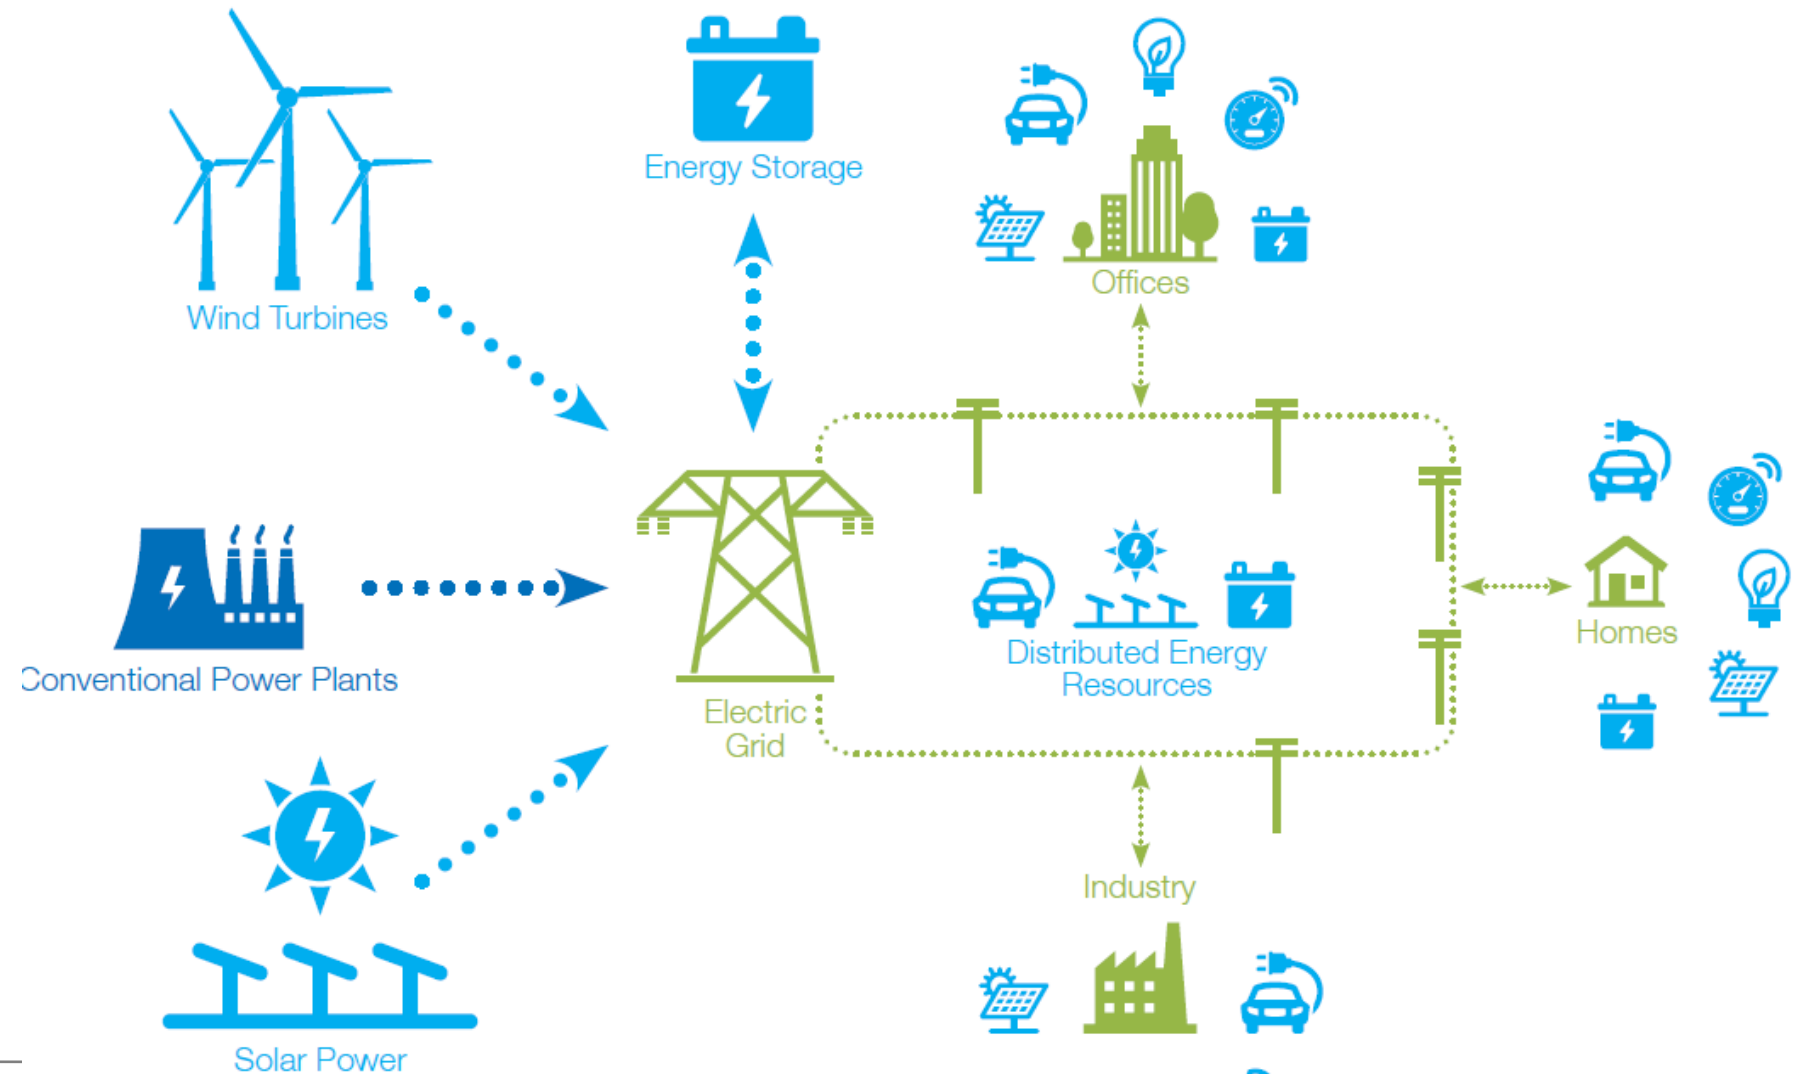 Energy Storage
Offices
Wind Turbines
Homes
Distributed Energy
Resources
Conventional Power Plants
Electric
Grid
Industry
Solar Power